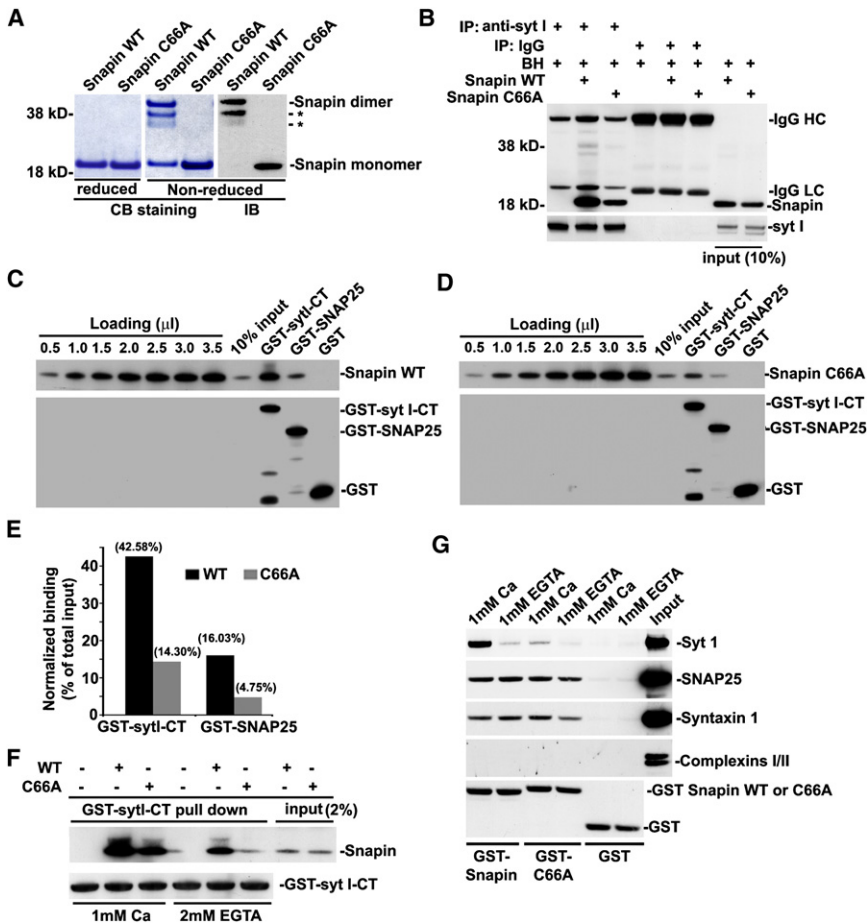 A
Snapin WT
Snapin C66A
Snapin WT
Snapin C66A
Snapin WT
Snapin C66A
38 kD-
18 kD-
-Snapin dimer
-*
-*
-Snapin monomer
reduced Non-reduced
CB staining IB
B
IP: anti-syt I + + +
IP: IgG + + +
BH + + + + + + + +
Snapin WT + + +
Snapin C66A + + +
38 kD-
18 kD-
-IgG HC
-IgG LC
-Snapin
-syt I
input (10%)
C
Loading (µl)
0.5 1.0 1.5 2.0 2.5 3.0 3.5
10% input
GST-sytI-CT
GST-SNAP25
GST
-Snapin WT
-GST-syt I-CT
-GST-SNAP25
-GST
D
Loading (µl)
0.5 1.0 1.5 2.0 2.5 3.0 3.5
10% input
GST-sytI-CT
GST-SNAP25
GST
-Snapin C66A
-GST-syt I-CT
-GST-SNAP25
-GST
E
Normalized binding
(% of total input)
40
30
20
10
0
(42.58%)
(14.30%)
(16.03%)
(4.75%)
WT C66A
GST-sytI-CT GST-SNAP25
F
WT - + - - + - + -
C66A - - + - - + - +
GST-sytI-CT pull down input (2%)
-Snapin
-GST-syt I-CT
1mM Ca 2mM EGTA
G
1mM Ca
1mM EGTA
1mM Ca
1mM EGTA
1mM Ca
1mM EGTA
Input
-Syt 1
-SNAP25
-Syntaxin 1
-Complexins I/II
-GST Snapin WT or C66A
-GST
GST-
Snapin
GST-
C66A
GST